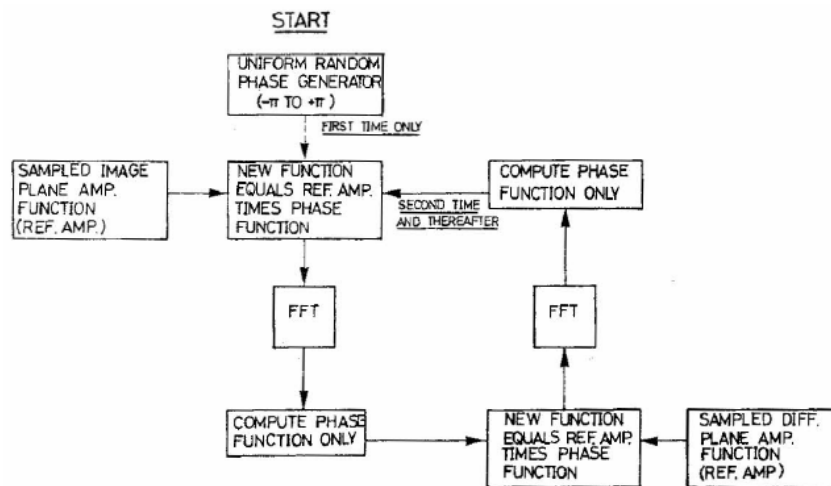 START
UNIFORM RANDOM
PHASE GENERATOR
(-π TO +π)
FIRST TIME ONLY
SAMPLED IMAGE
PLANE AMP.
FUNCTION
(REF. AMP.)
NEW FUNCTION
EQUALS REF. AMP.
TIMES PHASE
FUNCTION
SECOND TIME
AND THEREAFTER
COMPUTE PHASE
FUNCTION ONLY
FFT
FFT
COMPUTE PHASE
FUNCTION ONLY
NEW FUNCTION
EQUALS REF. AMP.
TIMES PHASE
FUNCTION
SAMPLED DIFF.
PLANE AMP.
FUNCTION
(REF. AMP)